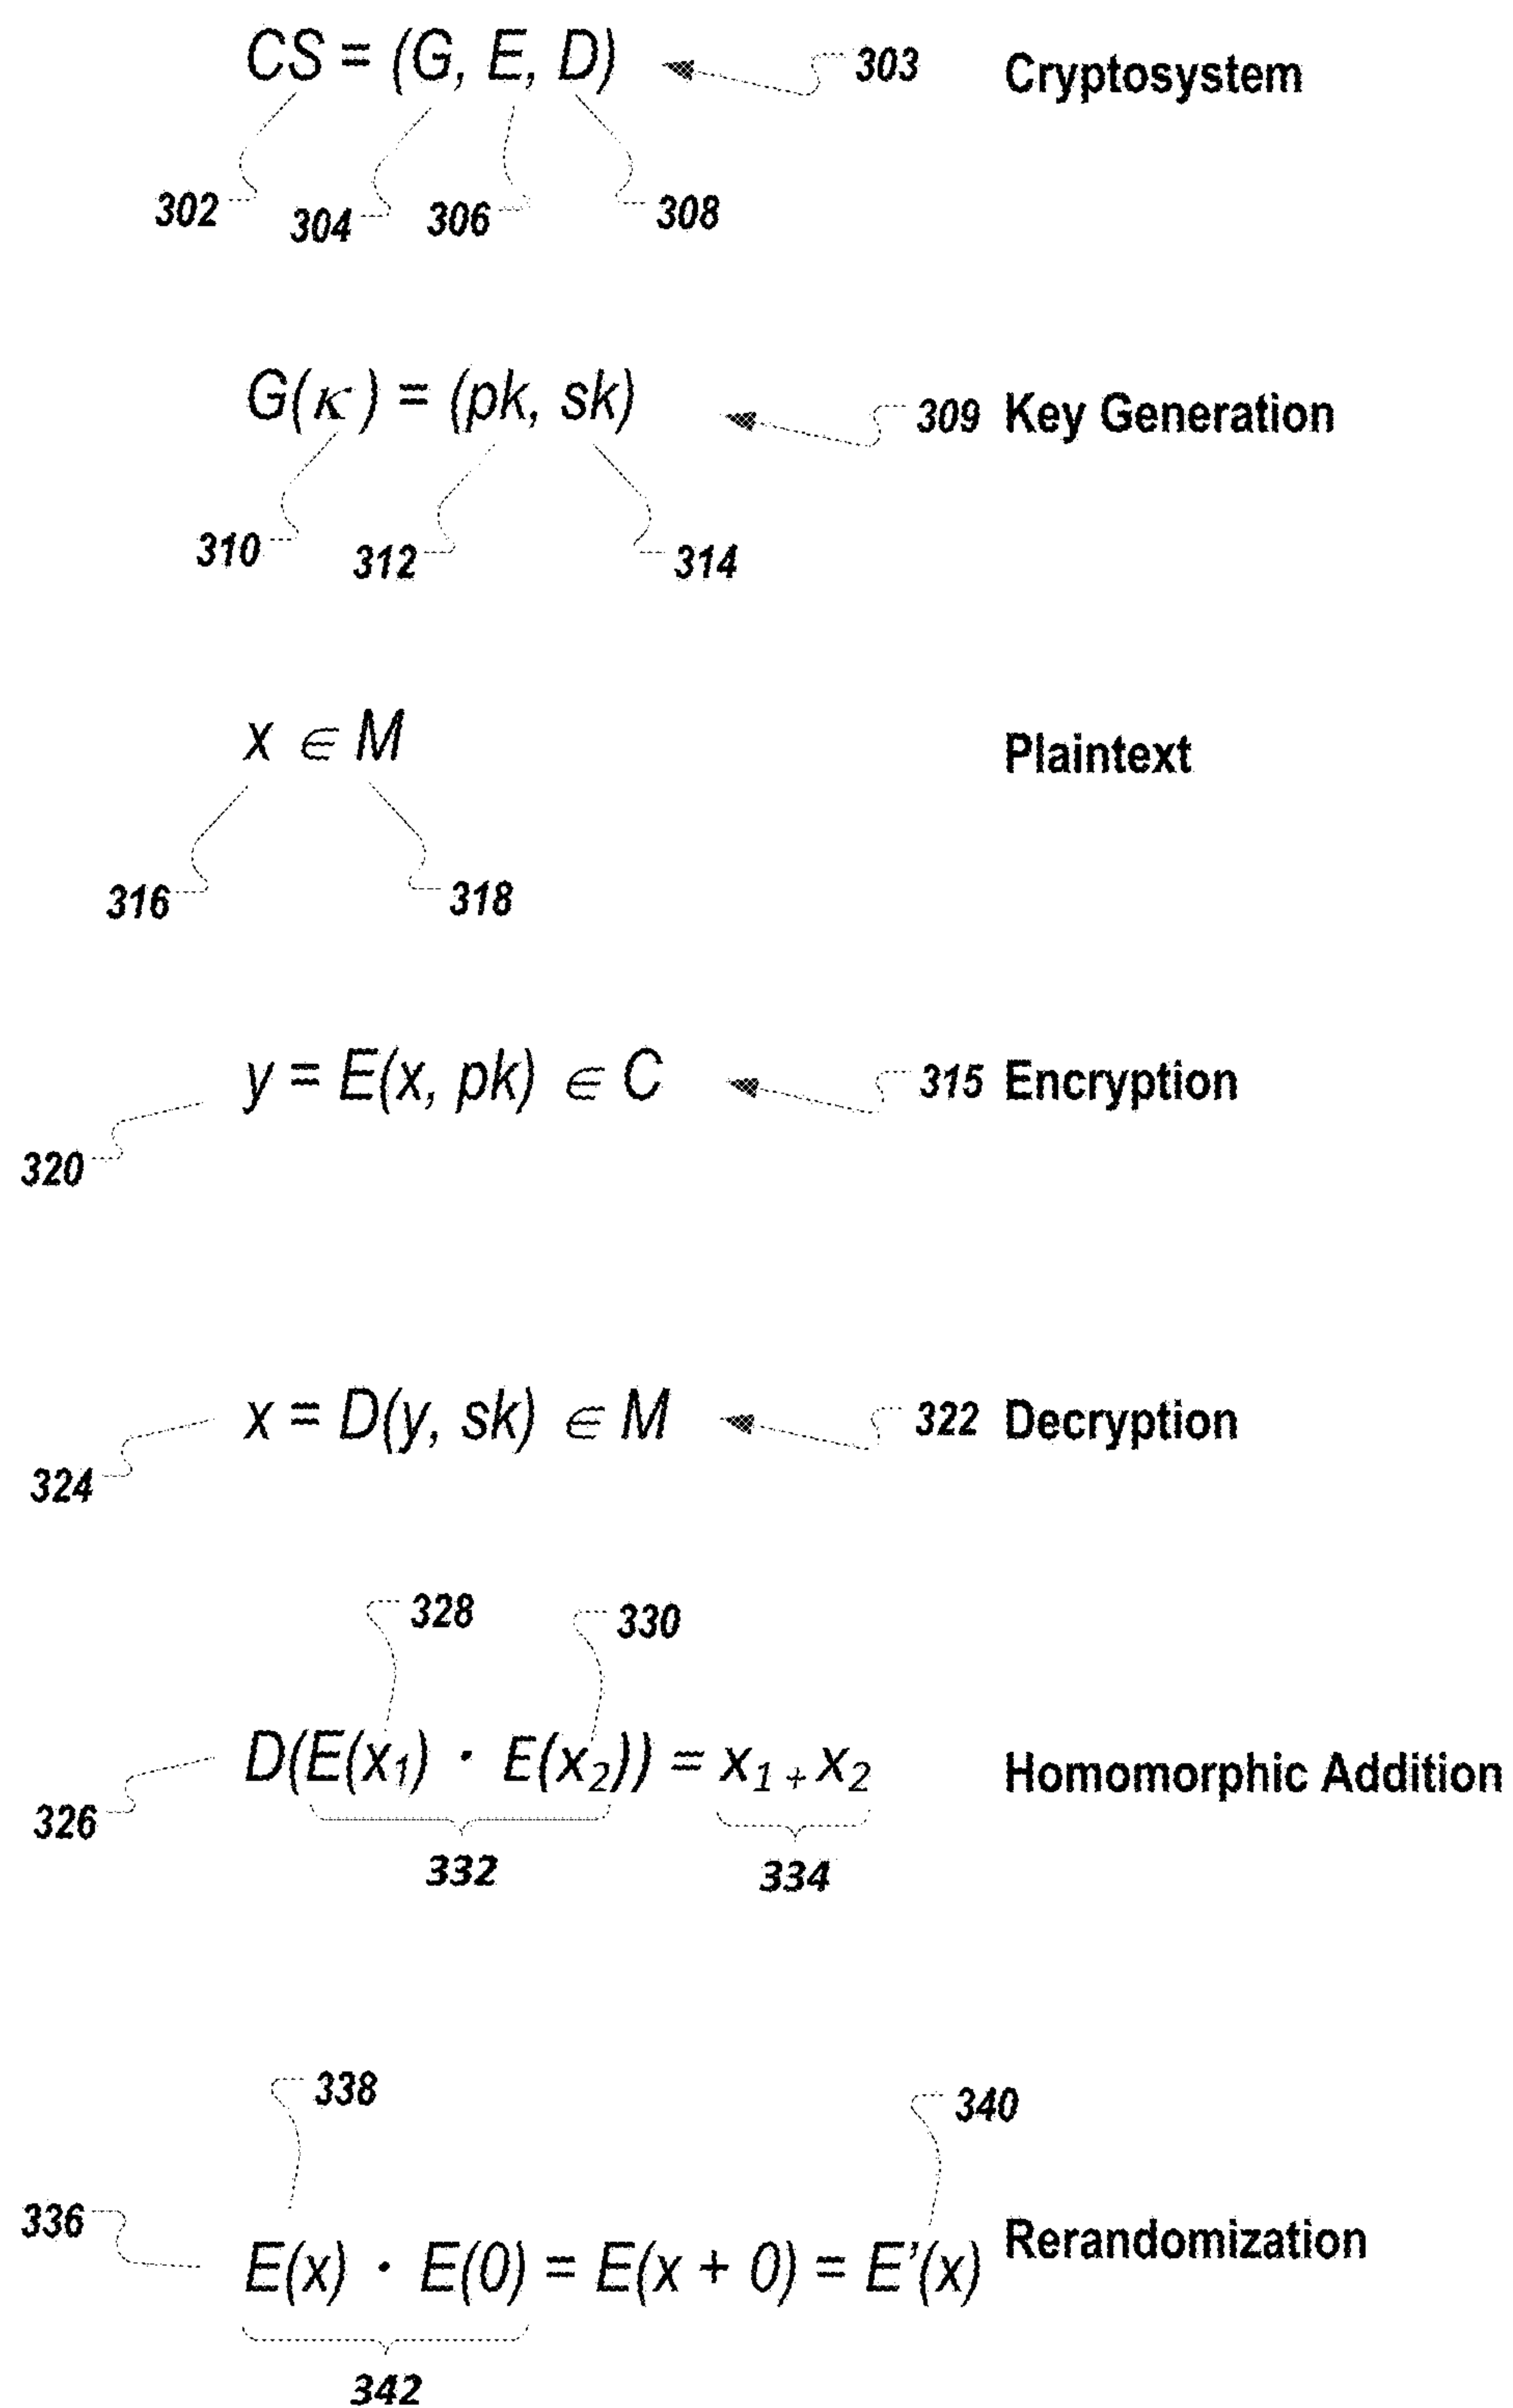 CS = (G, E, D) 303 Cryptosystem
302 304 306 308
G(κ) = (pk, sk) 309 Key Generation
310 312 314
x ∈ M Plaintext
316 318
y = E(x, pk) ∈ C 315 Encryption
320
x = D(y, sk) ∈ M 322 Decryption
324
328 330
D(E(x₁) · E(x₂)) = x₁ + x₂ Homomorphic Addition
326
332 334
338 340
336
E(x) · E(0) = E(x + 0) = E'(x) Rerandomization
342